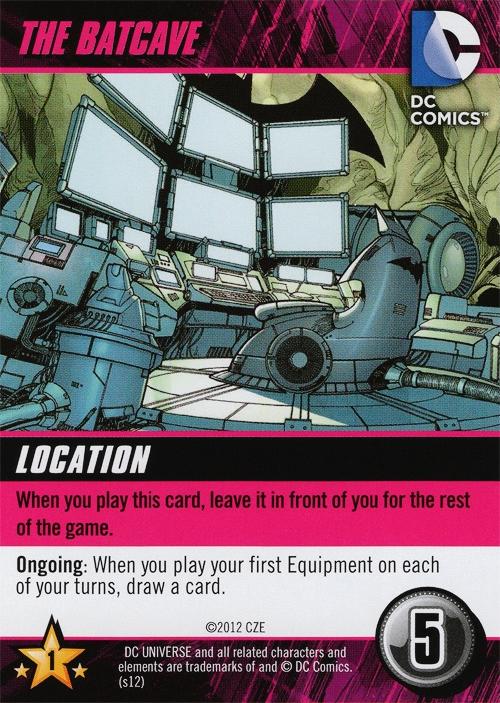 THE BATCAVE
DC
COMICS™
LOCATION
When you play this card, leave it in front of you for the rest
of the game.
Ongoing: When you play your first Equipment on each
of your turns, draw a card.
©2012 CZE
1
DC UNIVERSE and all related characters and
elements are trademarks of and © DC Comics.
(s12)
5